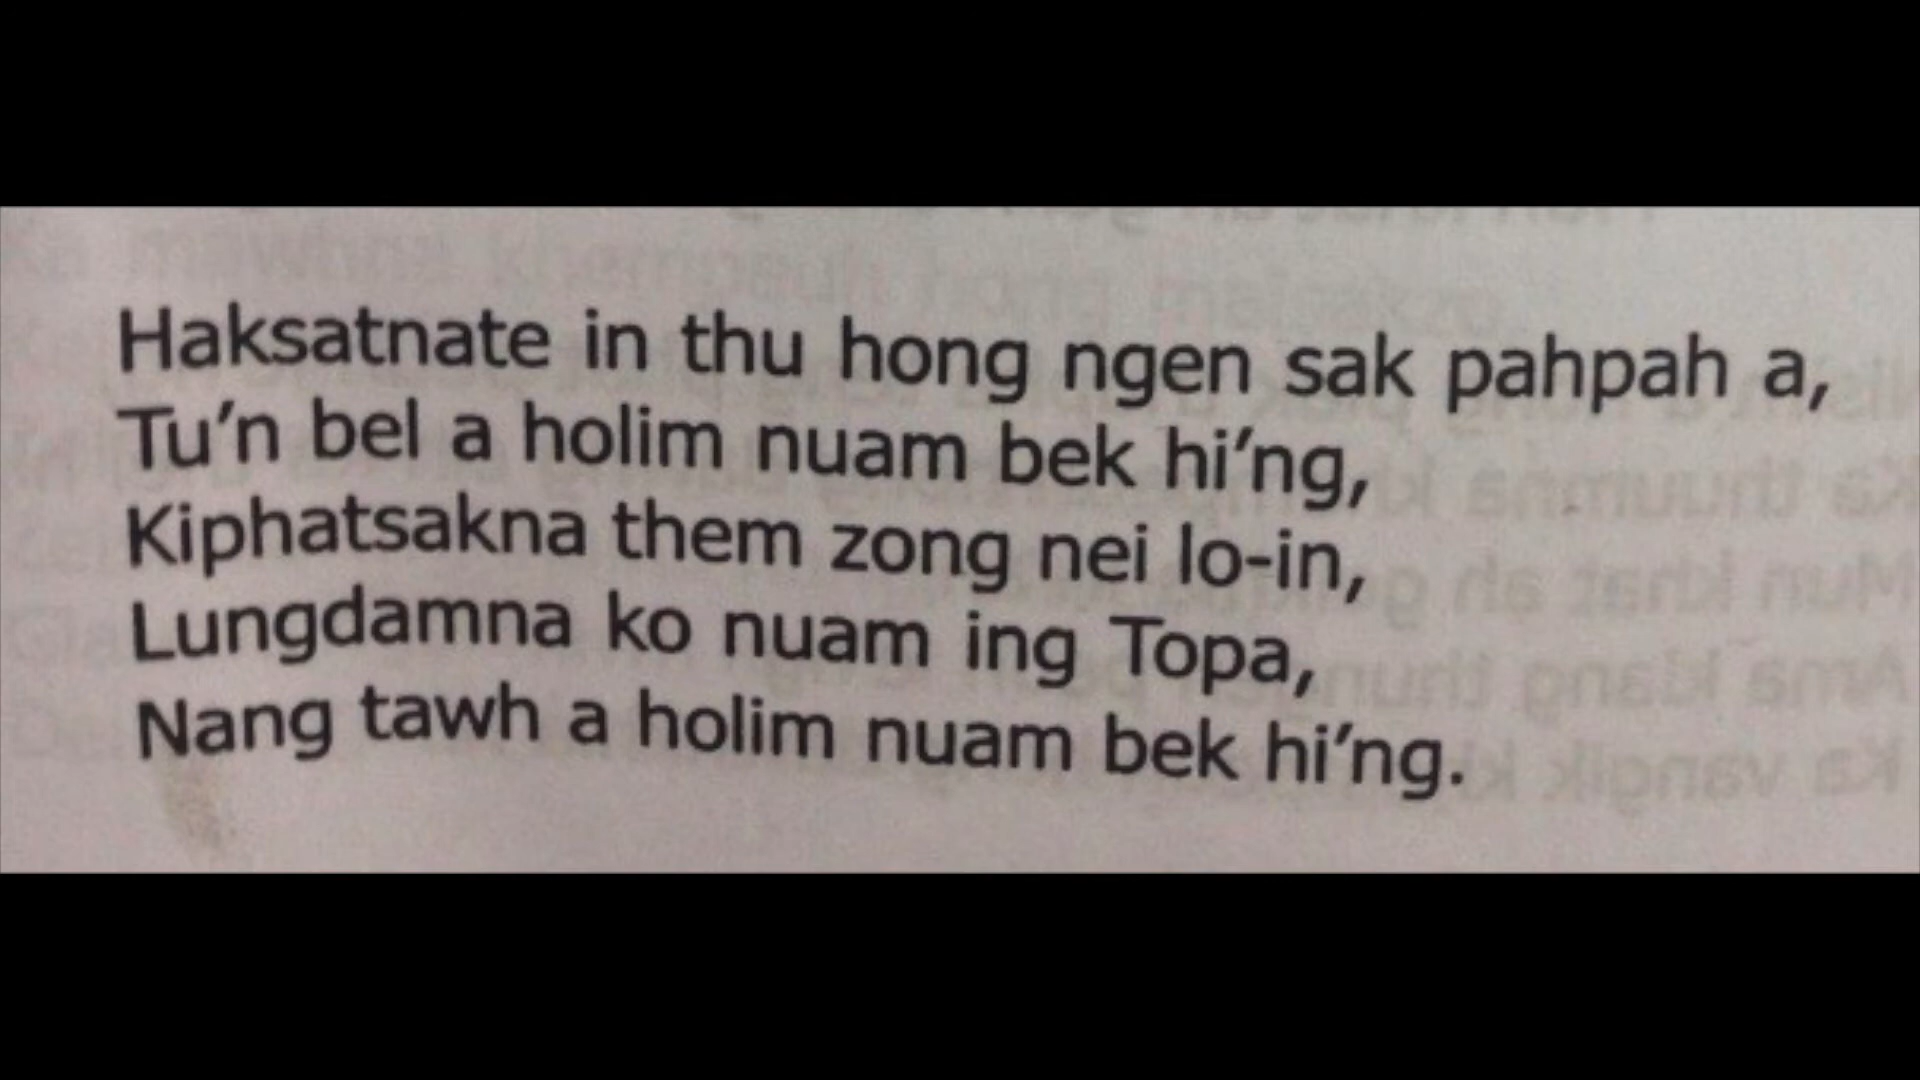 Haksatnate in thu hong ngen sak pahpah a,
Tu’n bel a holim nuam bek hi’ng,
Kiphatsakna them zong nei lo-in,
Lungdamna ko nuam ing Topa,
Nang tawh a holim nuam bek hi’ng.